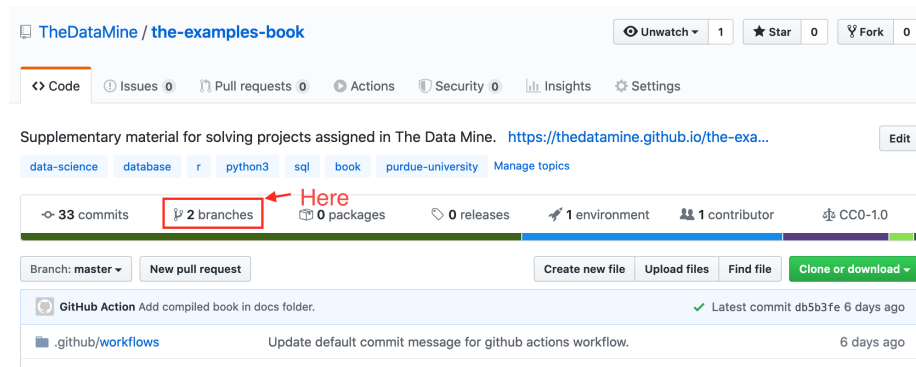 TheDataMine / the-examples-book Unwatch 1 Star 0 Fork 0
Code Issues 0 Pull requests 0 Actions Security 0 Insights Settings
Supplementary material for solving projects assigned in The Data Mine. https://thedatamine.github.io/the-exa... Edit
data-science database r python3 sql book purdue-university Manage topics
Here
33 commits 2 branches 0 packages 0 releases 1 environment 1 contributor CC0-1.0
Branch: master New pull request Create new file Upload files Find file Clone or download
GitHub Action Add compiled book in docs folder. Latest commit db5b3fe 6 days ago
.github/workflows Update default commit message for github actions workflow. 6 days ago